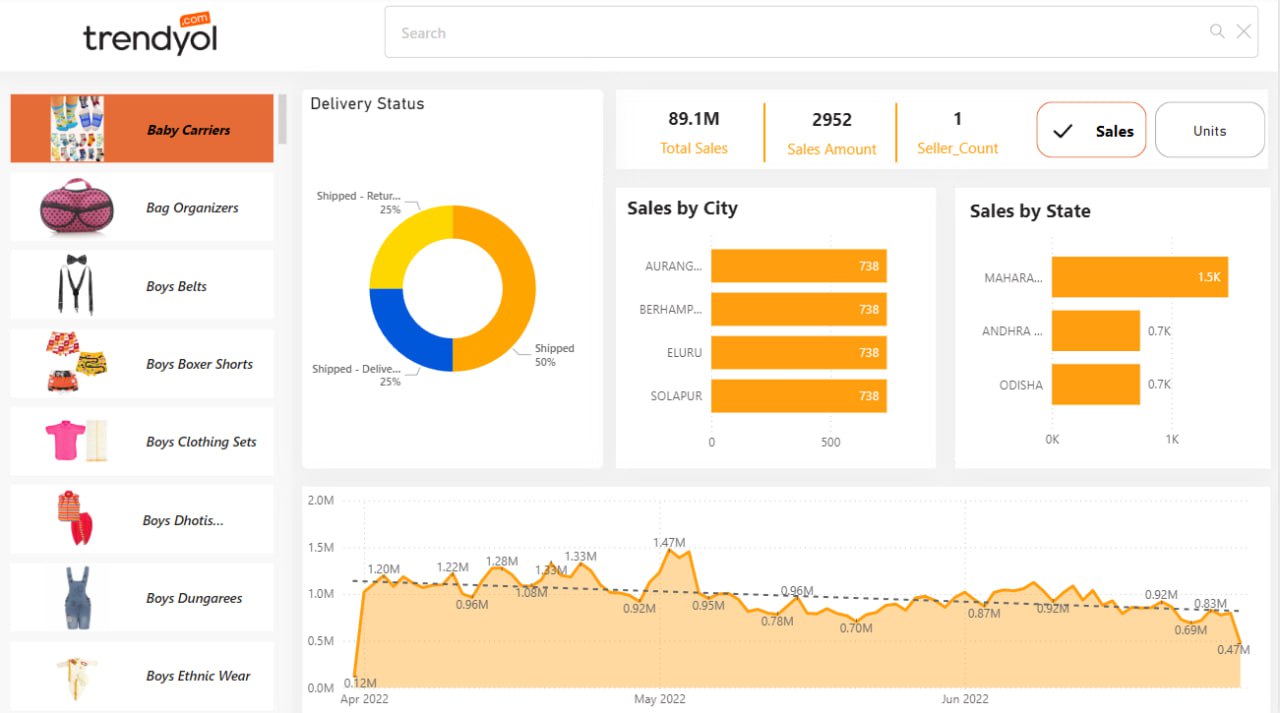 trendyol
.com
Search
Baby Carriers
Bag Organizers
Boys Belts
Boys Boxer Shorts
Boys Clothing Sets
Boys Dhotis...
Boys Dungarees
Boys Ethnic Wear
Delivery Status
Shipped - Retur...
25%
Shipped - Delive...
25%
Shipped
50%
89.1M
Total Sales
2952
Sales Amount
1
Seller_Count
Sales
Units
Sales by City
AURANG... 738
BERHAMP... 738
ELURU 738
SOLAPUR 738
0 500
Sales by State
MAHARA... 1.5K
ANDHRA ... 0.7K
ODISHA 0.7K
0K 1K
2.0M
1.5M
1.0M
0.5M
0.0M
0.12M
1.20M
1.22M
0.96M
1.28M
1.08M
1.33M
1.33M
0.92M
1.47M
0.95M
0.78M
0.96M
0.70M
0.87M
0.92M
0.92M
0.69M
0.83M
0.47M
Apr 2022 May 2022 Jun 2022